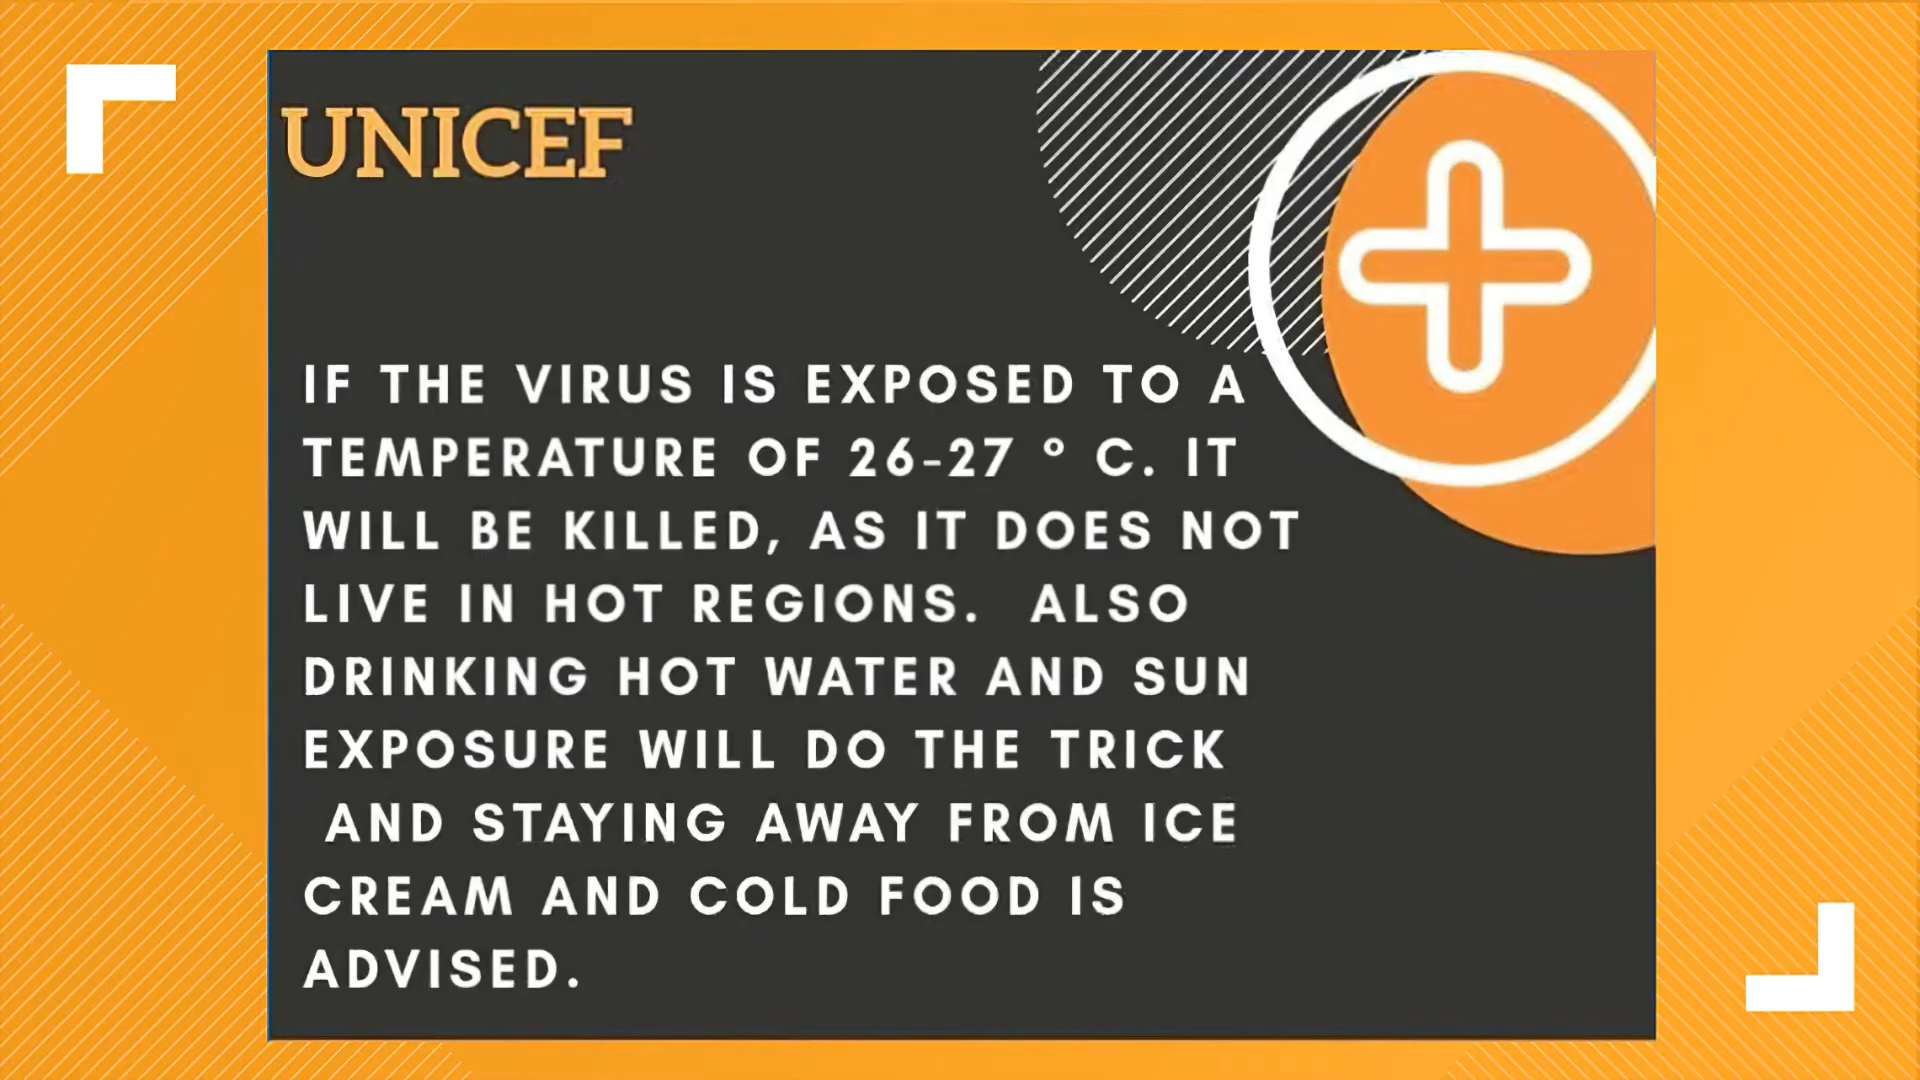 UNICEF
IF THE VIRUS IS EXPOSED TO A
TEMPERATURE OF 26-27 ° C. IT
WILL BE KILLED, AS IT DOES NOT
LIVE IN HOT REGIONS. ALSO
DRINKING HOT WATER AND SUN
EXPOSURE WILL DO THE TRICK
AND STAYING AWAY FROM ICE
CREAM AND COLD FOOD IS
ADVISED.